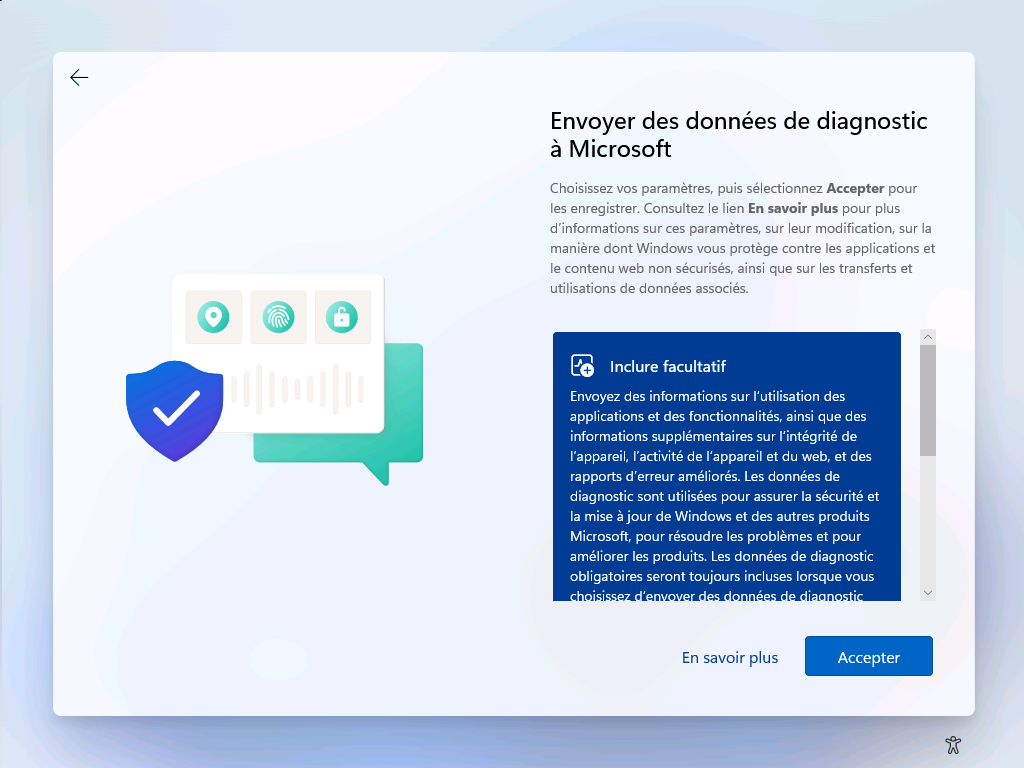 Envoyer des données de diagnostic
à Microsoft
Choisissez vos paramètres, puis sélectionnez Accepter pour
les enregistrer. Consultez le lien En savoir plus pour plus
d’informations sur ces paramètres, sur leur modification, sur la
manière dont Windows vous protège contre les applications et
le contenu web non sécurisés, ainsi que sur les transferts et
utilisations de données associés.
Inclure facultatif
Envoyez des informations sur l’utilisation des
applications et des fonctionnalités, ainsi que des
informations supplémentaires sur l’intégrité de
l’appareil, l’activité de l’appareil et du web, et des
rapports d’erreur améliorés. Les données de
diagnostic sont utilisées pour assurer la sécurité et
la mise à jour de Windows et des autres produits
Microsoft, pour résoudre les problèmes et pour
améliorer les produits. Les données de diagnostic
obligatoires seront toujours incluses lorsque vous
choisissez d’envoyer des données de diagnostic
En savoir plus
Accepter